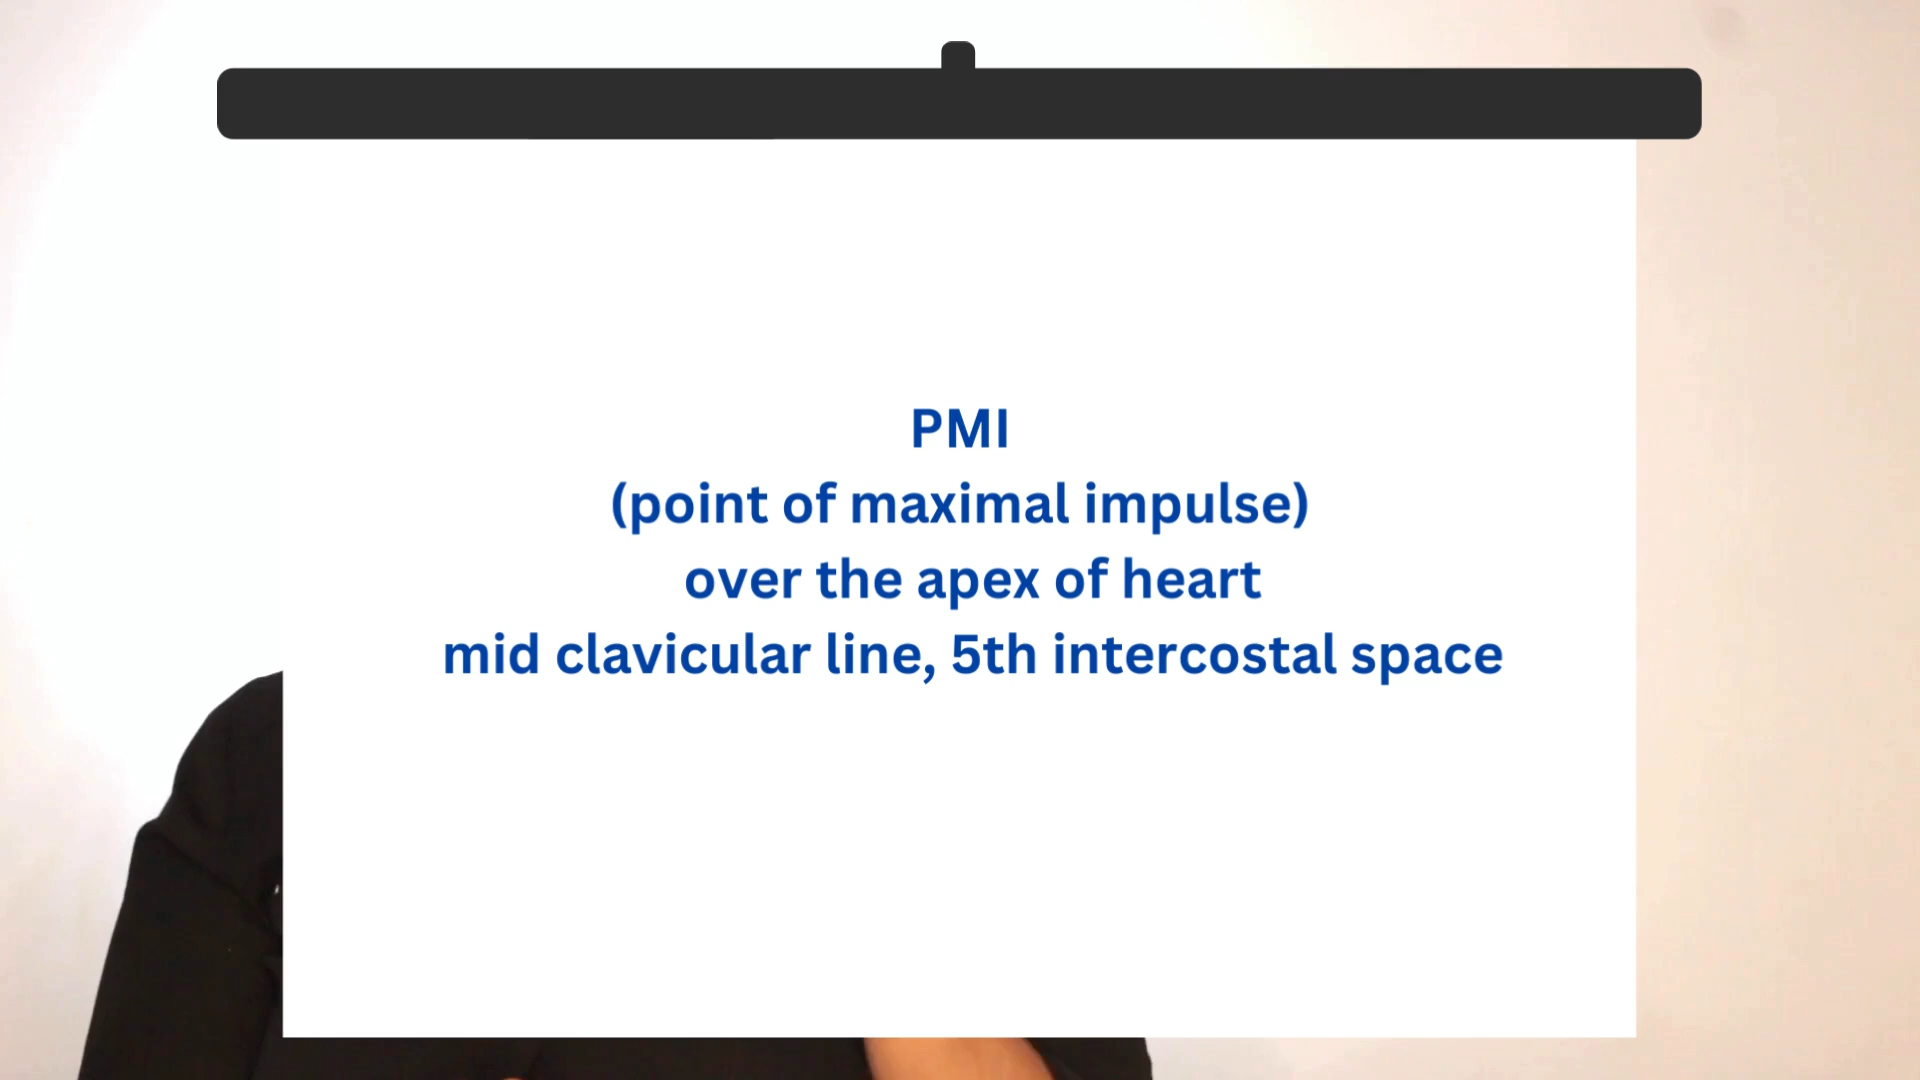 PMI
(point of maximal impulse)
over the apex of heart
mid clavicular line, 5th intercostal space